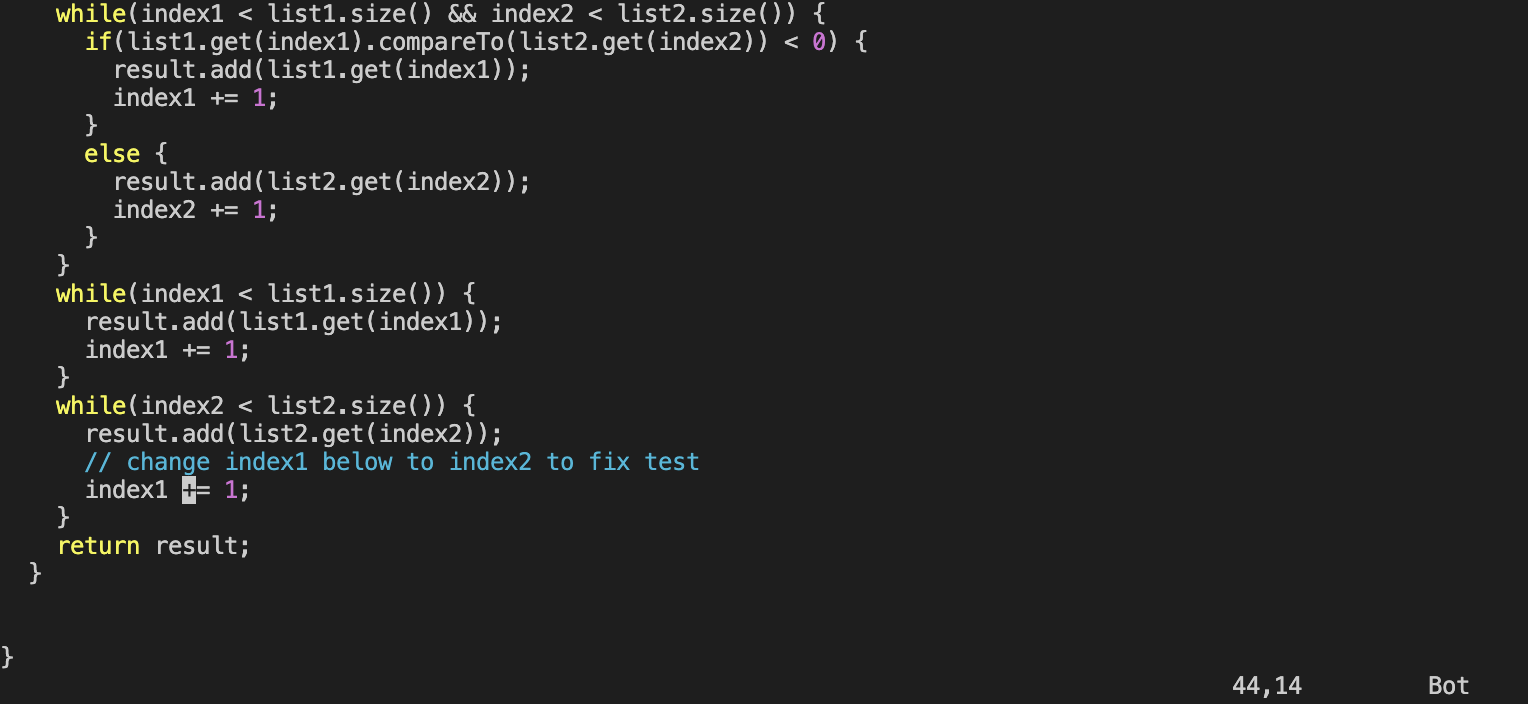 while(index1 < list1.size() && index2 < list2.size()) {
if(list1.get(index1).compareTo(list2.get(index2)) < 0) {
result.add(list1.get(index1));
index1 += 1;
}
else {
result.add(list2.get(index2));
index2 += 1;
}
}
while(index1 < list1.size()) {
result.add(list1.get(index1));
index1 += 1;
}
while(index2 < list2.size()) {
result.add(list2.get(index2));
// change index1 below to index2 to fix test
index1 += 1;
}
return result;
}
}
44,14 Bot